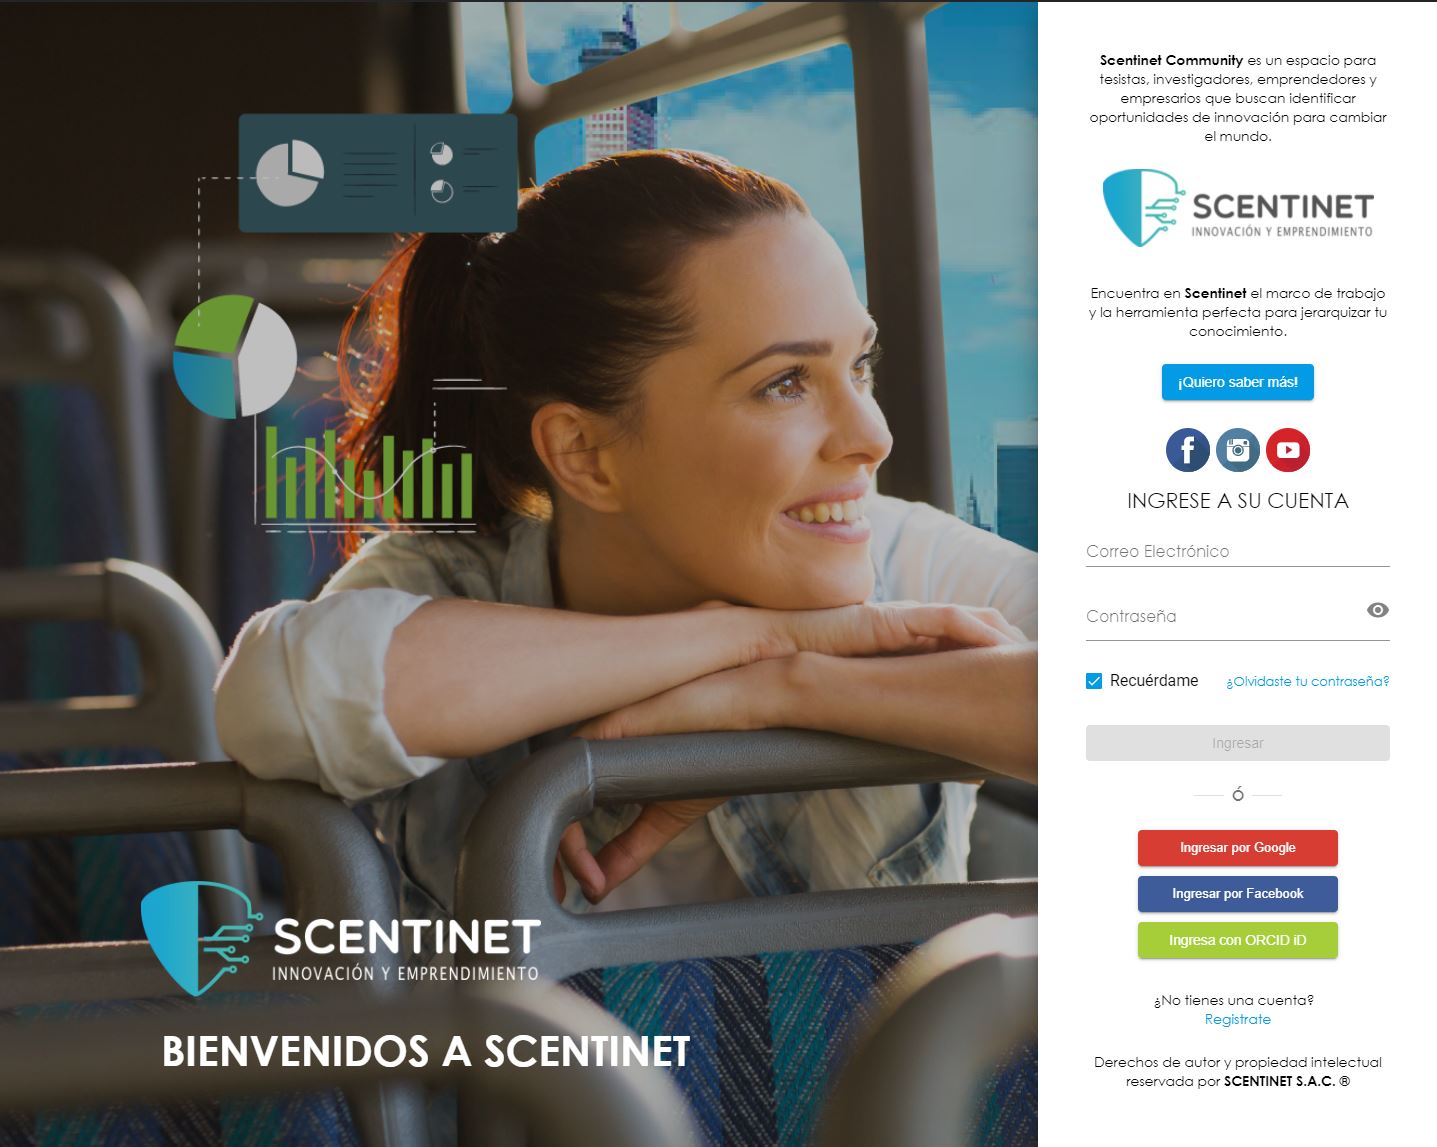 SCENTINET
INNOVACIÓN Y EMPRENDIMIENTO
BIENVENIDOS A SCENTINET
Scentinet Community es un espacio para
tesistas, investigadores, emprendedores y
empresarios que buscan identificar
oportunidades de innovación para cambiar
el mundo.
SCENTINET
INNOVACIÓN Y EMPRENDIMIENTO
Encuentra en Scentinet el marco de trabajo
y la herramienta perfecta para jerarquizar tu
conocimiento.
¡Quiero saber más!
INGRESE A SU CUENTA
Correo Electrónico
Contraseña
Recuérdame ¿Olvidaste tu contraseña?
Ingresar
Ó
Ingresar por Google
Ingresar por Facebook
Ingresa con ORCID iD
¿No tienes una cuenta?
Registrate
Derechos de autor y propiedad intelectual
reservada por SCENTINET S.A.C. ®